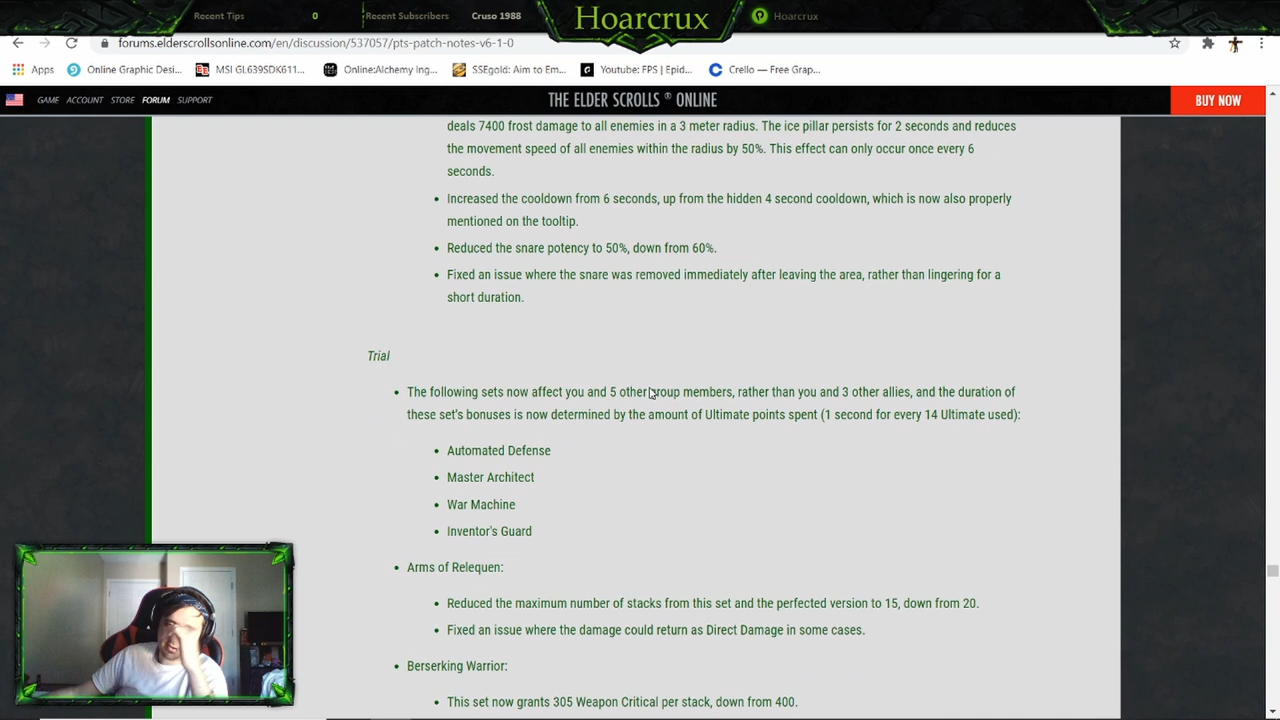 Recent Tips 0 Recent Subscribers Cruso 1988 Hoarcrux Hoarcrux
forums.elderscrollsonline.com/en/discussion/537057/pts-patch-notes-v6-1-0
Apps Online Graphic Desi... MSI GL639SDK611... Online:Alchemy Ing... SSEgold: Aim to Em... Youtube: FPS | Epid... Crello — Free Grap...
GAME ACCOUNT STORE FORUM SUPPORT THE ELDER SCROLLS ® ONLINE BUY NOW
deals 7400 frost damage to all enemies in a 3 meter radius. The ice pillar persists for 2 seconds and reduces
the movement speed of all enemies within the radius by 50%. This effect can only occur once every 6
seconds.
• Increased the cooldown from 6 seconds, up from the hidden 4 second cooldown, which is now also properly
mentioned on the tooltip.
• Reduced the snare potency to 50%, down from 60%.
• Fixed an issue where the snare was removed immediately after leaving the area, rather than lingering for a
short duration.
Trial
• The following sets now affect you and 5 other group members, rather than you and 3 other allies, and the duration of
these set's bonuses is now determined by the amount of Ultimate points spent (1 second for every 14 Ultimate used):
• Automated Defense
• Master Architect
• War Machine
• Inventor's Guard
• Arms of Relequen:
• Reduced the maximum number of stacks from this set and the perfected version to 15, down from 20.
• Fixed an issue where the damage could return as Direct Damage in some cases.
• Berserking Warrior:
• This set now grants 305 Weapon Critical per stack, down from 400.